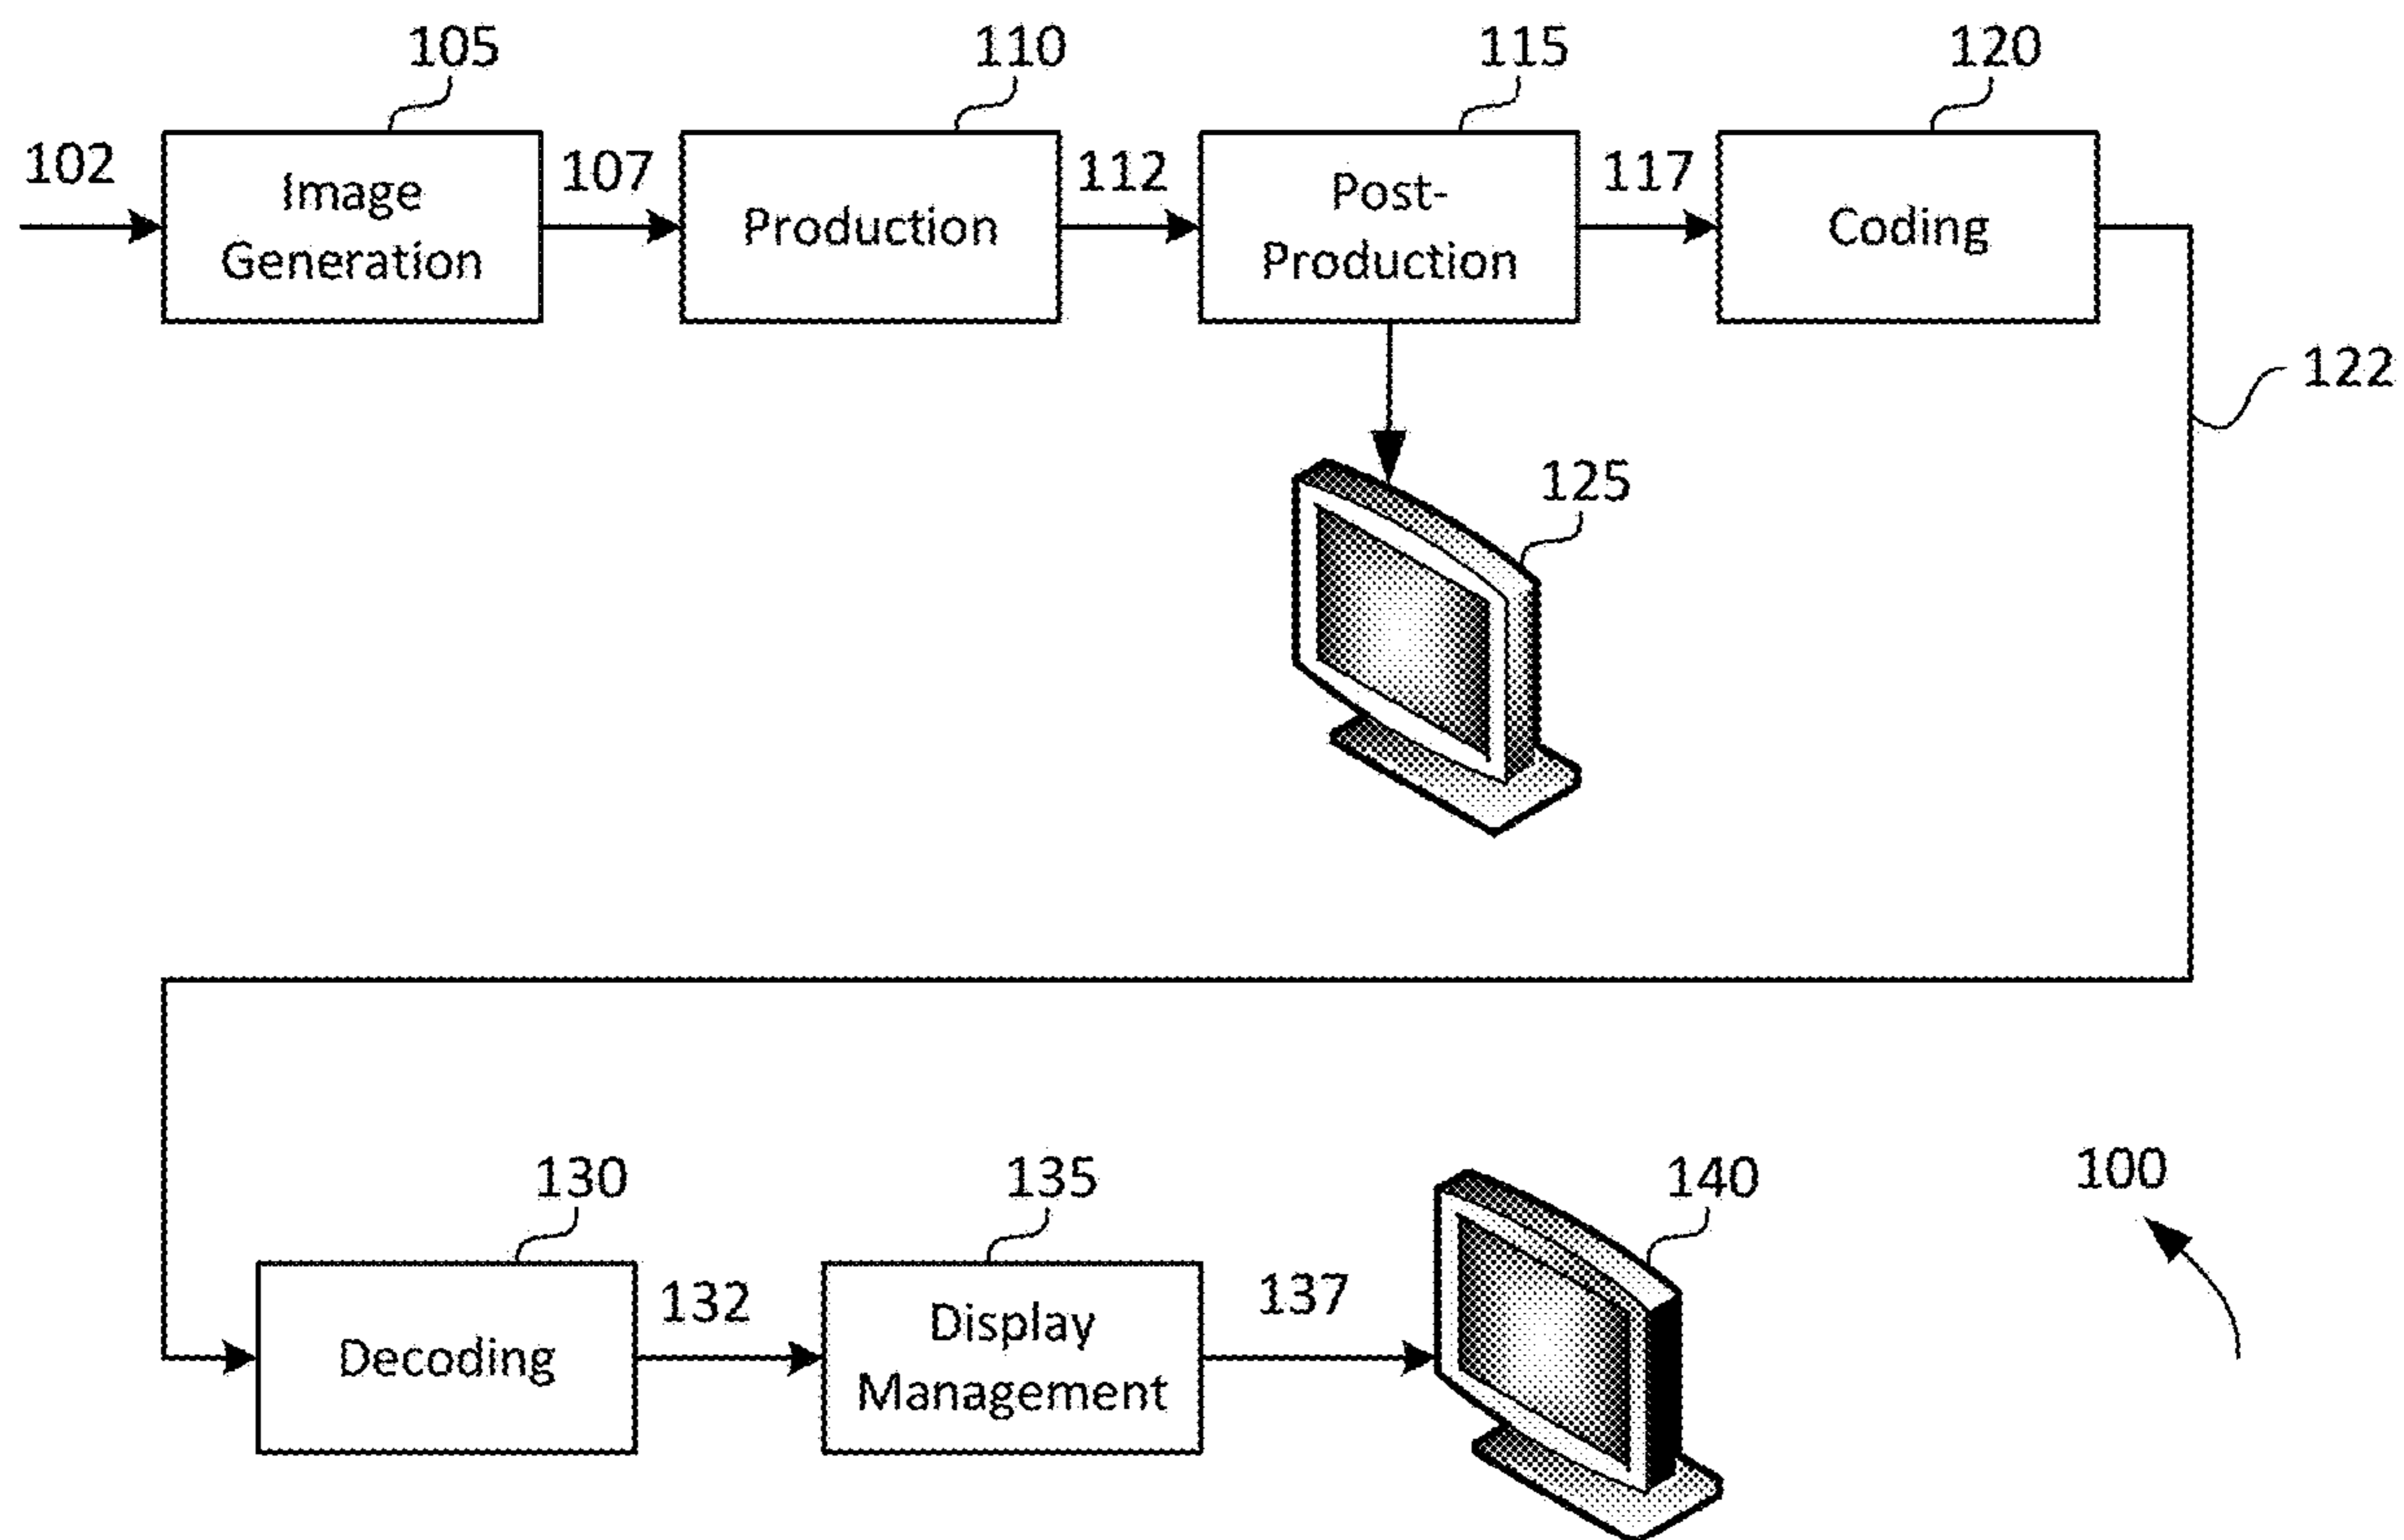 105
110
115
120
102
Image
Generation
107
Production
112
Post-
Production
117
Coding
122
125
130
135
140
100
Decoding
132
Display
Management
137